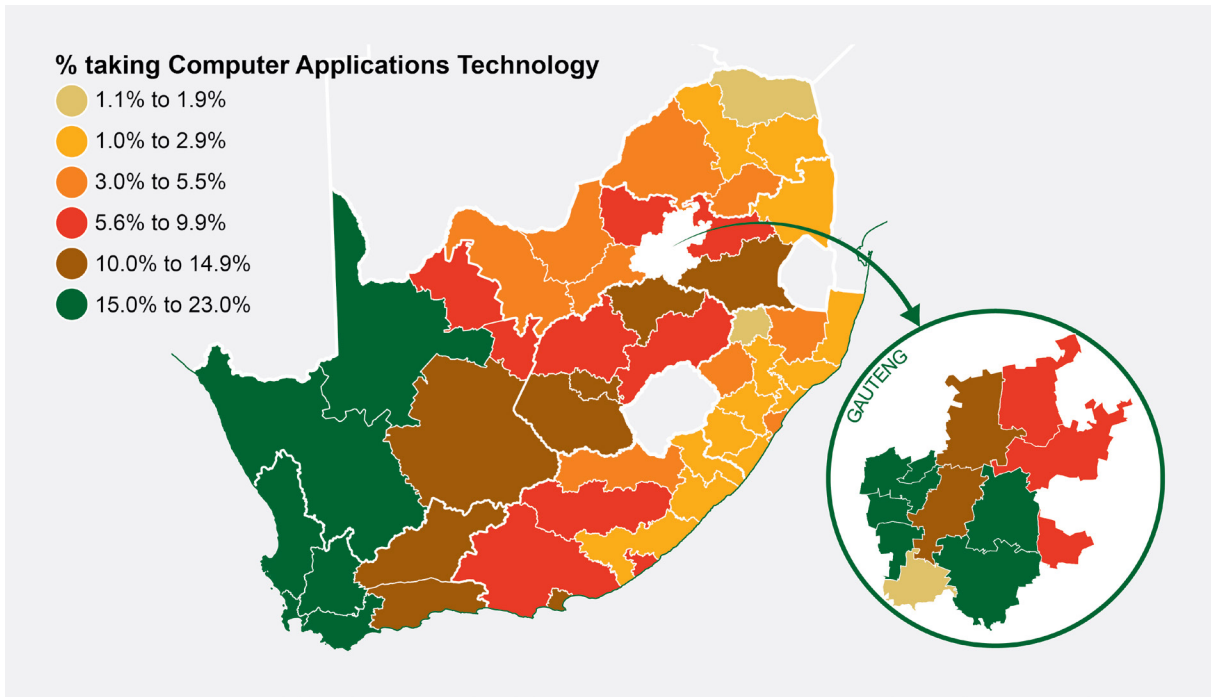 % taking Computer Applications Technology
1.1% to 1.9%
1.0% to 2.9%
3.0% to 5.5%
5.6% to 9.9%
10.0% to 14.9%
15.0% to 23.0%
GAUTENG